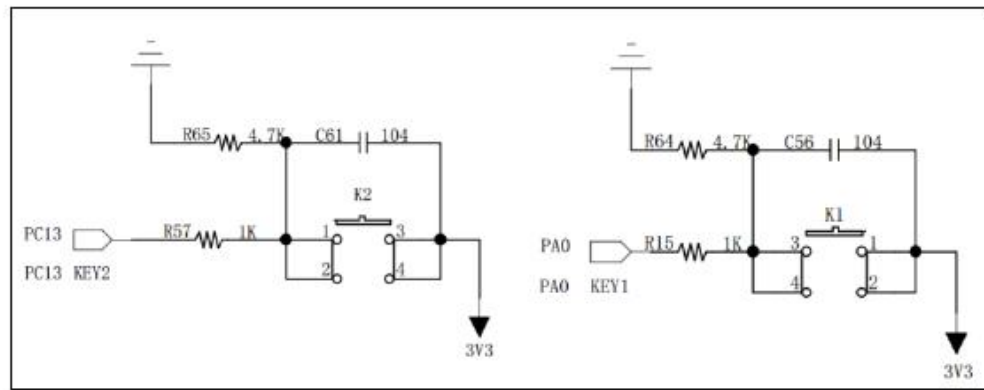 R65 4.7K C61 104
K2
PC13 R57 1K 1 3
PC13 KEY2 2 4
3V3
R64 4.7K C56 104
K1
PA0 R15 1K 3 1
PA0 KEY1 4 2
3V3